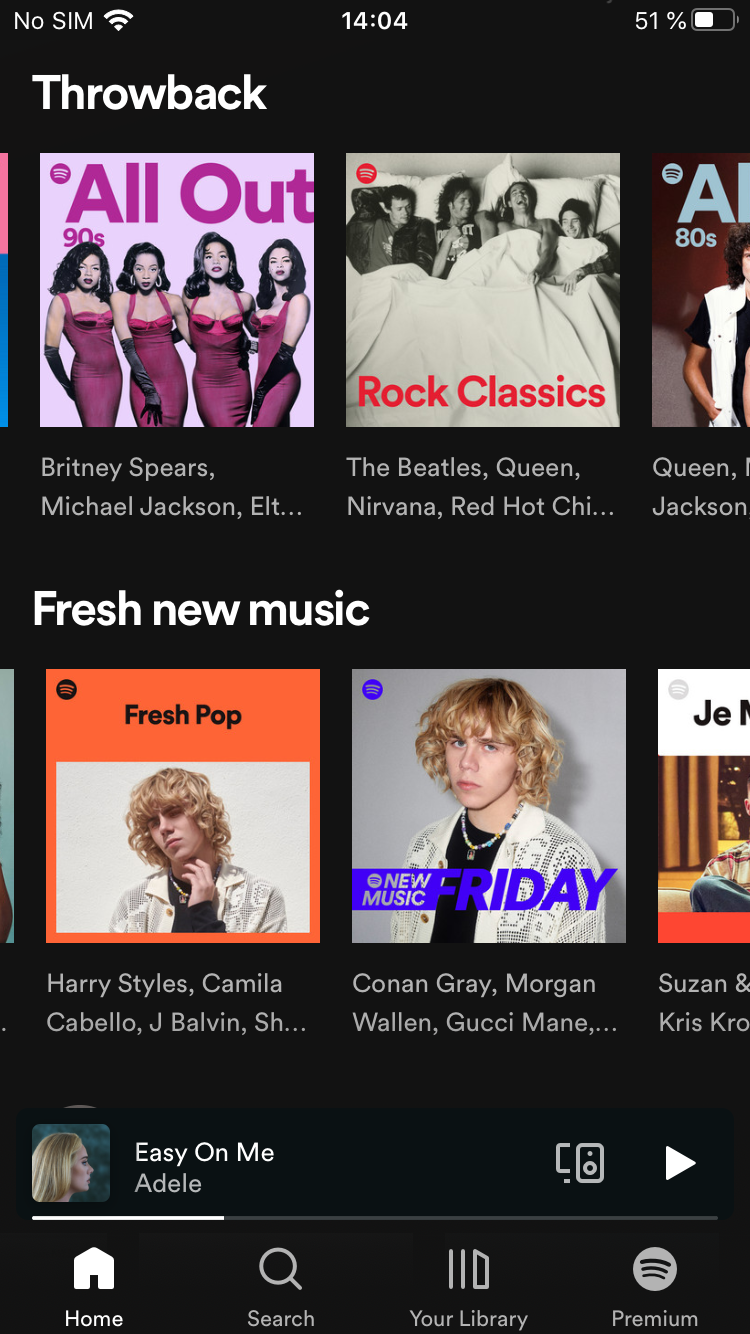 No SIM 14:04 51 %
Throwback
All Out
90s
Rock Classics
80s
Britney Spears,
Michael Jackson, Elt...
The Beatles, Queen,
Nirvana, Red Hot Chi...
Queen,
Jackson,
Fresh new music
Fresh Pop
NEW
MUSIC
FRIDAY
Je
Harry Styles, Camila
Cabello, J Balvin, Sh...
Conan Gray, Morgan
Wallen, Gucci Mane,...
Suzan &
Kris Kro
Easy On Me
Adele
Home
Search
Your Library
Premium